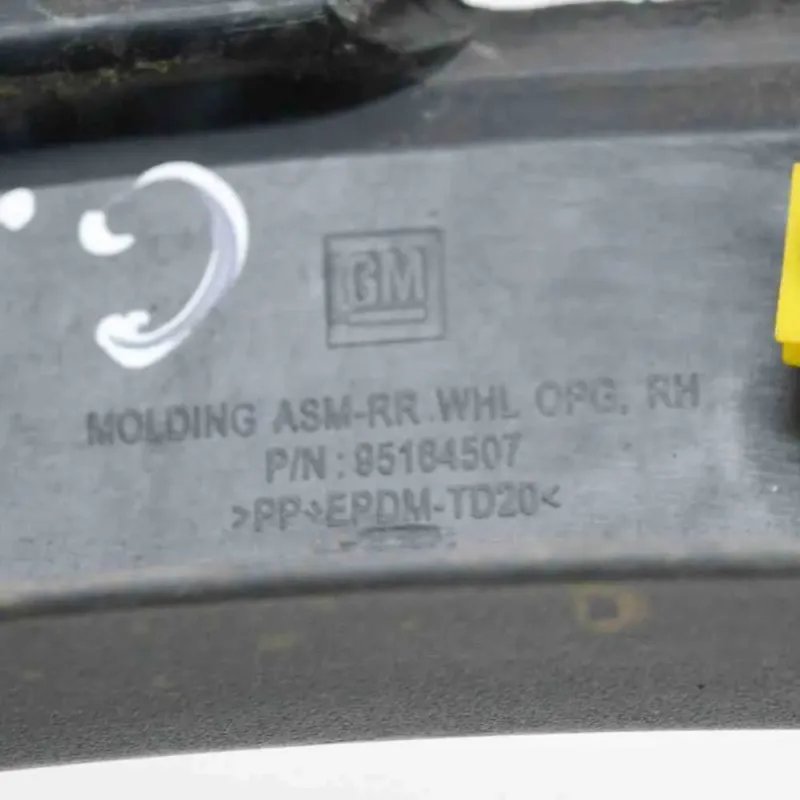 GM
MOLDING ASM-RR WHL OPG, RH
P/N : 95164507
>PP+EPDM-TD20<